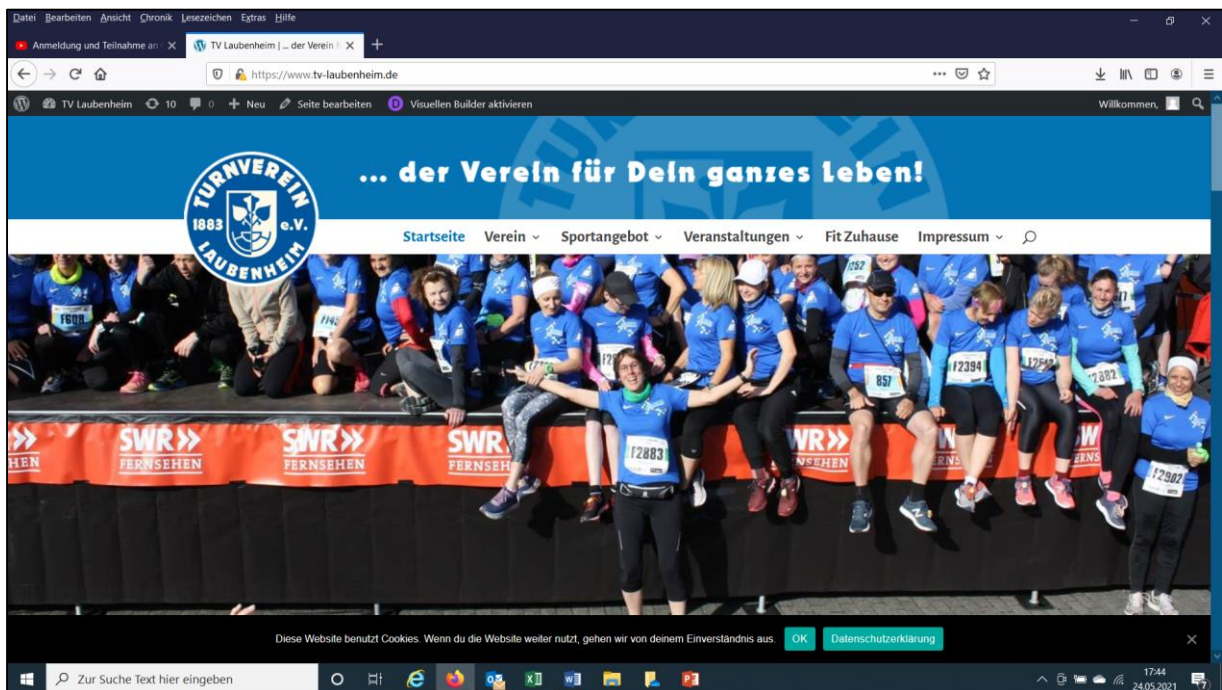 Datei Bearbeiten Ansicht Chronik Lesezeichen Extras Hilfe
Anmeldung und Teilnahme an
TV Laubenheim | ... der Verein f
https://www.tv-laubenheim.de
TV Laubenheim 10 0 Neu Seite bearbeiten D Visuellen Builder aktivieren Willkommen,
... der Verein für Dein ganzes Leben!
TURNVEREIN
1883 e.V.
LAUBENHEIM
Startseite Verein Sportangebot Veranstaltungen Fit Zuhause Impressum
F608
857
F2394
F2883
F2902
SWR
FERNSEHEN
SWR
FERNSEHEN
SWR
HEN
Diese Website benutzt Cookies. Wenn du die Website weiter nutzt, gehen wir von deinem Einverständnis aus. OK Datenschutzerklärung
Zur Suche Text hier eingeben
17:44
24.05.2021
7